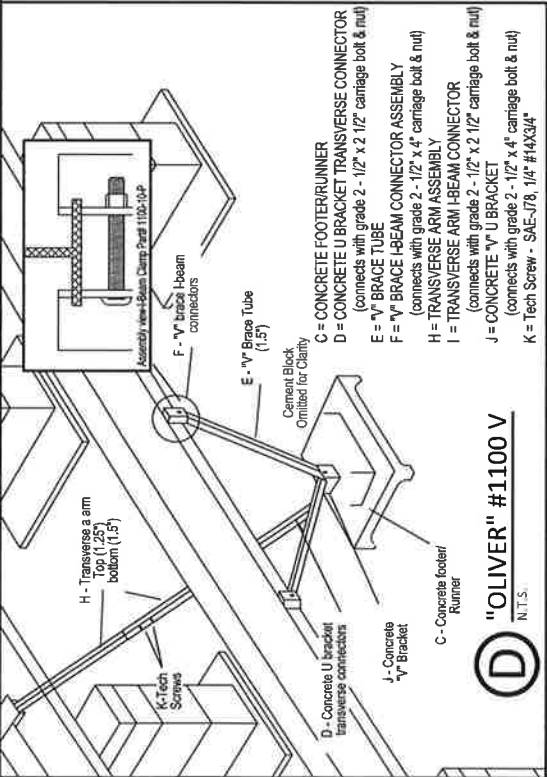 Assembly view-I-Beam Clamp Part# 1100-10-P
H - Transverse a arm
Top (1.25")
bottom (1.5")
K-Tech
Screws
F - "V" brace I-beam
connectors
E - "V" Brace Tube
(1.5")
Cement Block
Omitted for Clarity
D - Concrete U bracket
transverse connectors
J - Concrete
"V" Bracket
C - Concrete footer/
Runner
C = CONCRETE FOOTER/RUNNER
D = CONCRETE U BRACKET TRANSVERSE CONNECTOR
(connects with grade 2 - 1/2" x 2 1/2" carriage bolt & nut)
E = "V" BRACE TUBE
F = "V" BRACE I-BEAM CONNECTOR ASSEMBLY
(connects with grade 2 - 1/2" x 4" carriage bolt & nut)
H = TRANSVERSE ARM ASSEMBLY
I = TRANSVERSE ARM I-BEAM CONNECTOR
(connects with grade 2 - 1/2" x 2 1/2" carriage bolt & nut)
J = CONCRETE "V" U BRACKET
(connects with grade 2 - 1/2" x 4" carriage bolt & nut)
K = Tech Screw - SAE-J78, 1/4" #14X3/4"
D "OLIVER" #1100 V
N.T.S.